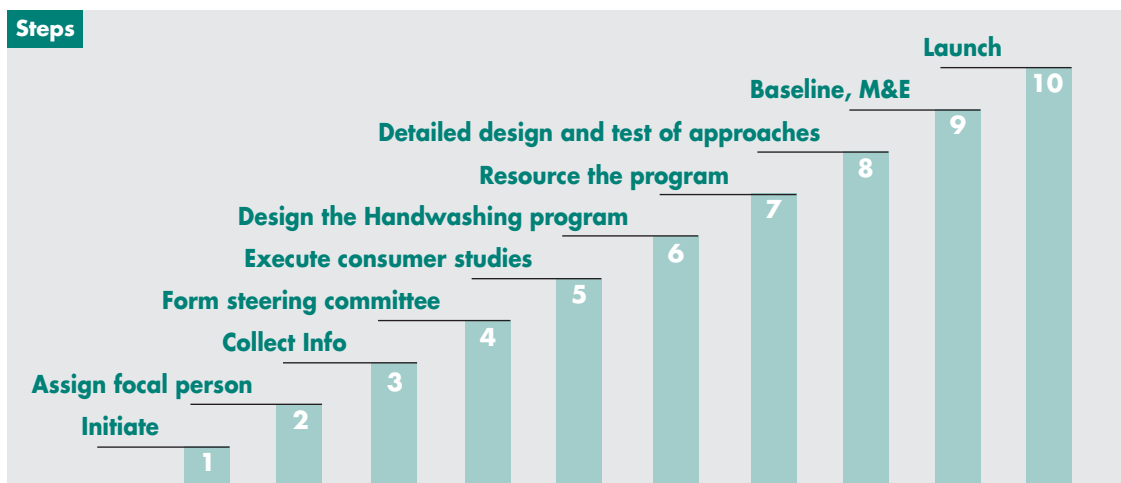 Steps
Launch
10
Baseline, M&E
9
Detailed design and test of approaches
8
Resource the program
7
Design the Handwashing program
6
Execute consumer studies
5
Form steering committee
4
Collect Info
3
Assign focal person
2
Initiate
1